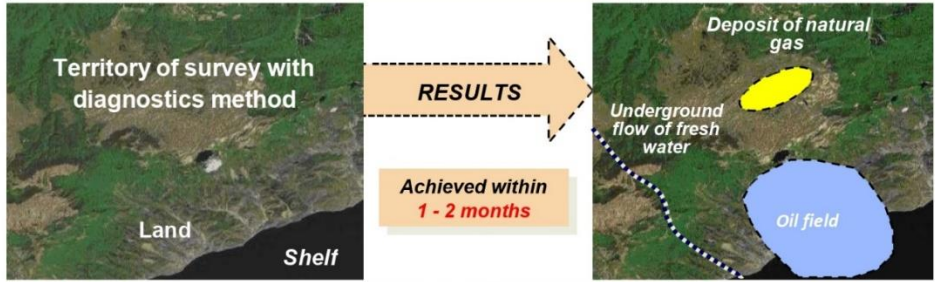 Territory of survey with
diagnostics method
Land
Shelf
RESULTS
Achieved within
1 - 2 months
Deposit of natural
gas
Underground
flow of fresh
water
Oil field